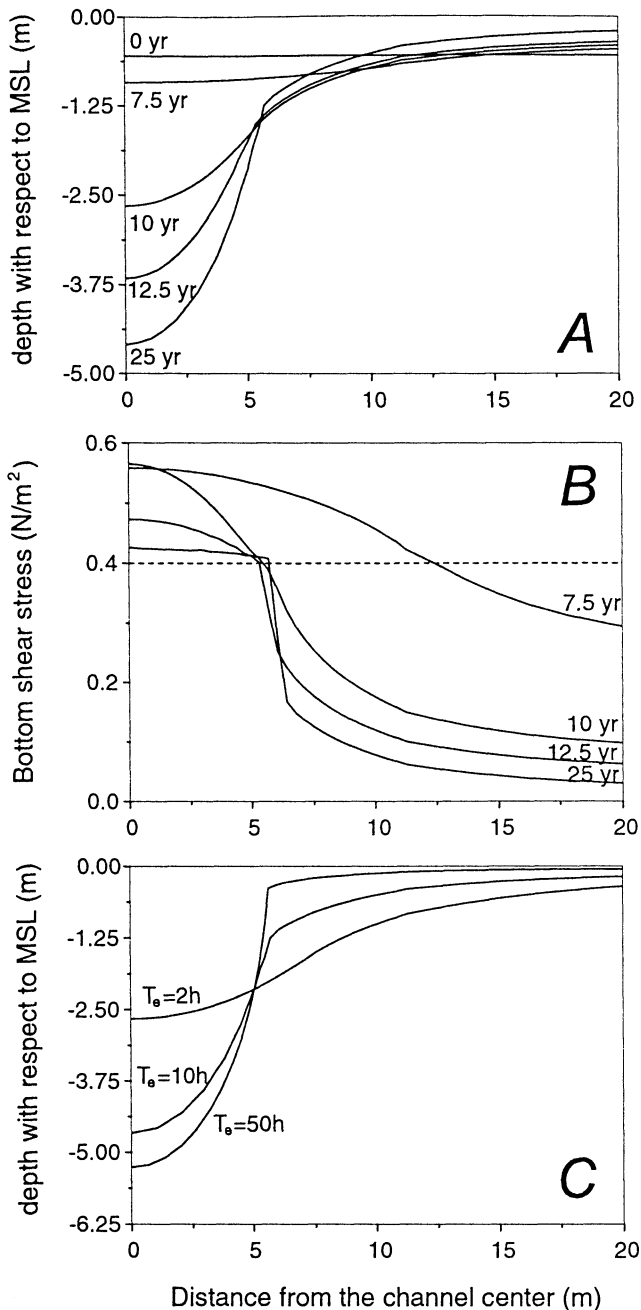 depth with respect to MSL (m)
0.00
-1.25
-2.50
-3.75
-5.00
0 yr
7.5 yr
10 yr
12.5 yr
25 yr
A
0 5 10 15 20
Bottom shear stress (N/m²)
0.6
0.4
0.2
0.0
B
7.5 yr
10 yr
12.5 yr
25 yr
0 5 10 15 20
depth with respect to MSL (m)
0.00
-1.25
-2.50
-3.75
-5.00
-6.25
Tₑ=2h
Tₑ=10h
Tₑ=50h
C
0 5 10 15 20
Distance from the channel center (m)